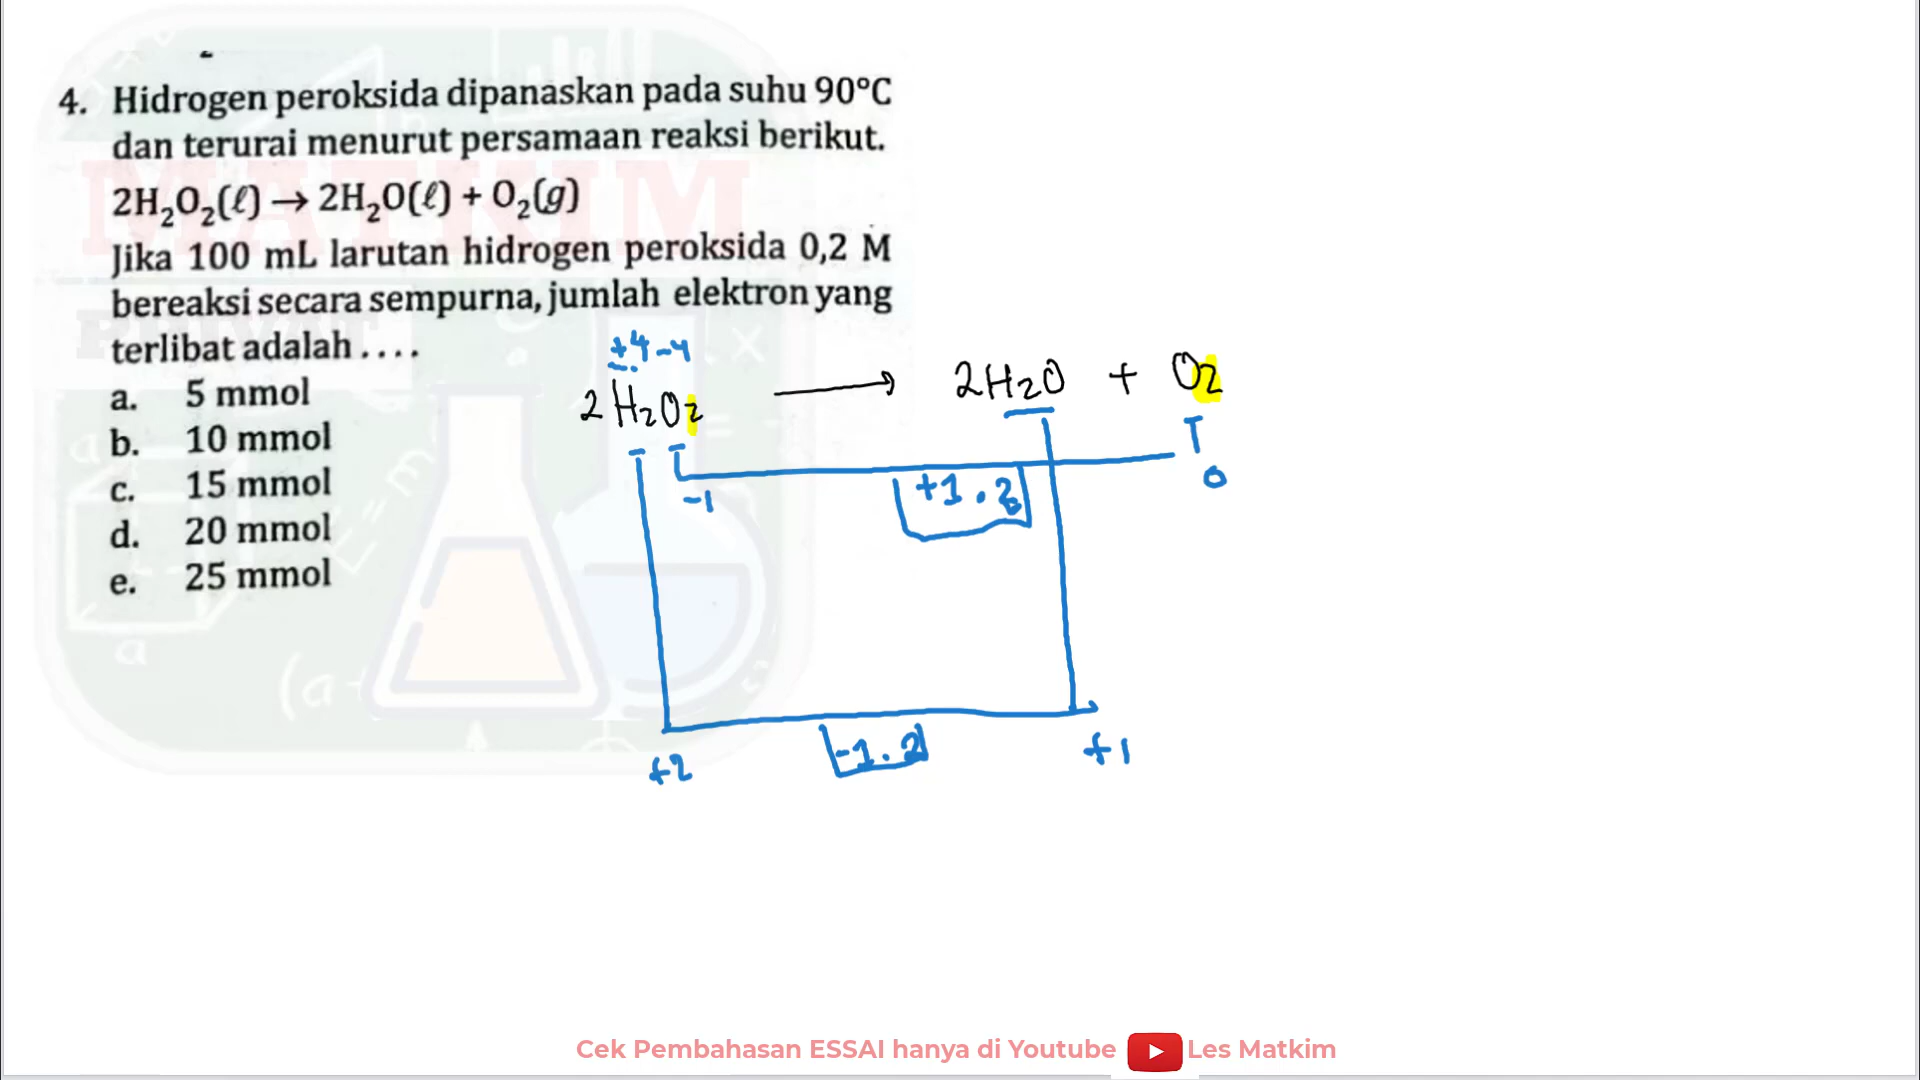 4. Hidrogen peroksida dipanaskan pada suhu 90°C
dan terurai menurut persamaan reaksi berikut.
2H₂O₂(ℓ) → 2H₂O(ℓ) + O₂(g)
Jika 100 mL larutan hidrogen peroksida 0,2 M
bereaksi secara sempurna, jumlah elektron yang
terlibat adalah . . . .
a. 5 mmol
b. 10 mmol
c. 15 mmol
d. 20 mmol
e. 25 mmol
+4 -4
2H₂O₂ → 2H₂O + O₂
-1
+1 . 2
0
+2
-1 . 2
+1
MATKIM
Cek Pembahasan ESSAI hanya di Youtube Les Matkim